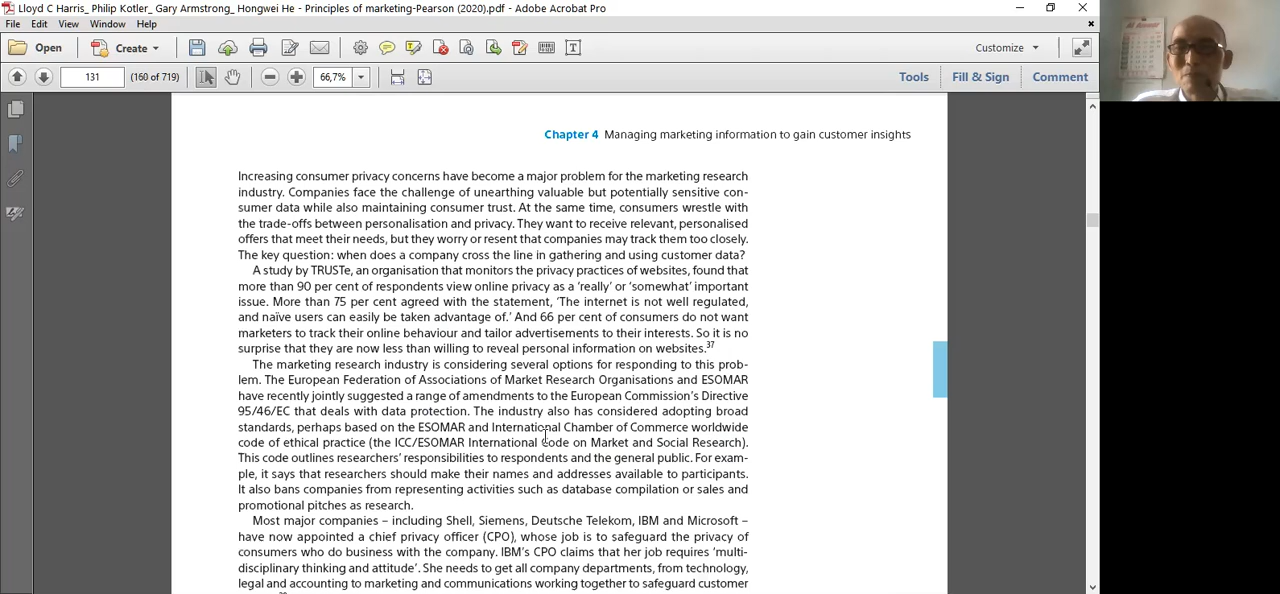 Lloyd C Harris_ Philip Kotler_ Gary Armstrong_ Hongwei He - Principles of marketing-Pearson (2020).pdf - Adobe Acrobat Pro
File Edit View Window Help
Open Create Customize
131 (160 of 719) 66,7% Tools Fill & Sign Comment
Chapter 4 Managing marketing information to gain customer insights
Increasing consumer privacy concerns have become a major problem for the marketing research
industry. Companies face the challenge of unearthing valuable but potentially sensitive con-
sumer data while also maintaining consumer trust. At the same time, consumers wrestle with
the trade-offs between personalisation and privacy. They want to receive relevant, personalised
offers that meet their needs, but they worry or resent that companies may track them too closely.
The key question: when does a company cross the line in gathering and using customer data?
A study by TRUSTe, an organisation that monitors the privacy practices of websites, found that
more than 90 per cent of respondents view online privacy as a ‘really’ or ‘somewhat’ important
issue. More than 75 per cent agreed with the statement, ‘The internet is not well regulated,
and naïve users can easily be taken advantage of.’ And 66 per cent of consumers do not want
marketers to track their online behaviour and tailor advertisements to their interests. So it is no
surprise that they are now less than willing to reveal personal information on websites.37
The marketing research industry is considering several options for responding to this prob-
lem. The European Federation of Associations of Market Research Organisations and ESOMAR
have recently jointly suggested a range of amendments to the European Commission’s Directive
95/46/EC that deals with data protection. The industry also has considered adopting broad
standards, perhaps based on the ESOMAR and International Chamber of Commerce worldwide
code of ethical practice (the ICC/ESOMAR International Code on Market and Social Research).
This code outlines researchers’ responsibilities to respondents and the general public. For exam-
ple, it says that researchers should make their names and addresses available to participants.
It also bans companies from representing activities such as database compilation or sales and
promotional pitches as research.
Most major companies – including Shell, Siemens, Deutsche Telekom, IBM and Microsoft –
have now appointed a chief privacy officer (CPO), whose job is to safeguard the privacy of
consumers who do business with the company. IBM’s CPO claims that her job requires ‘multi-
disciplinary thinking and attitude’. She needs to get all company departments, from technology,
legal and accounting to marketing and communications working together to safeguard customer